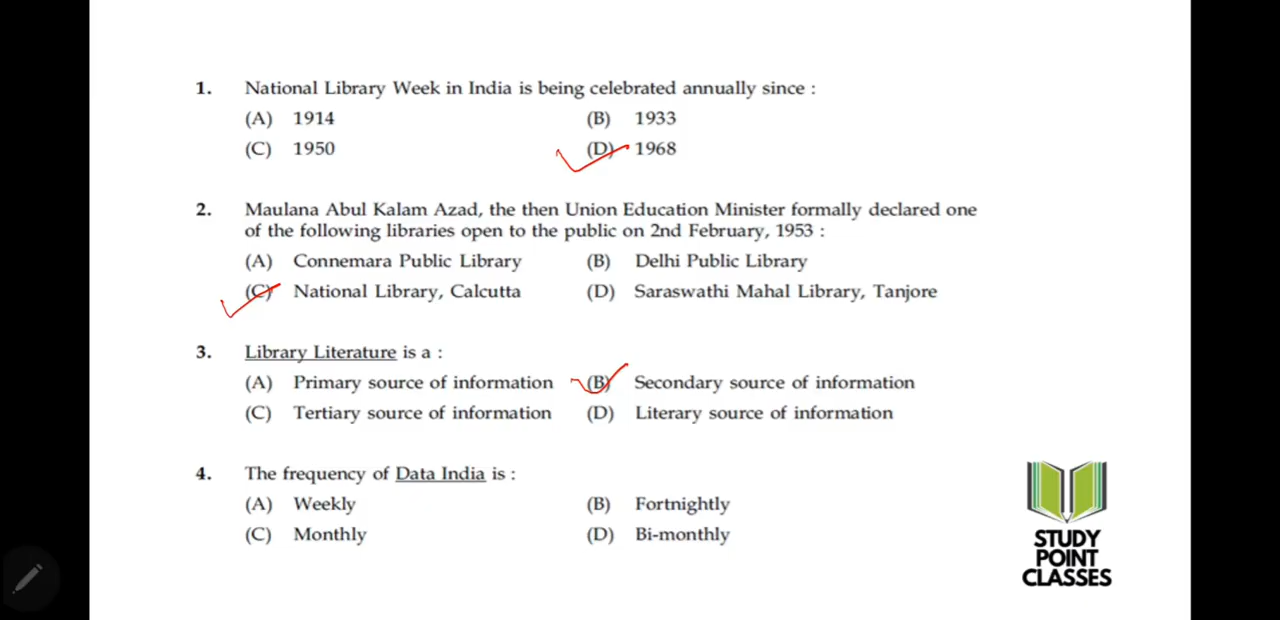 1. National Library Week in India is being celebrated annually since :
(A) 1914 (B) 1933
(C) 1950 (D) 1968
2. Maulana Abul Kalam Azad, the then Union Education Minister formally declared one
of the following libraries open to the public on 2nd February, 1953 :
(A) Connemara Public Library (B) Delhi Public Library
(C) National Library, Calcutta (D) Saraswathi Mahal Library, Tanjore
3. Library Literature is a :
(A) Primary source of information (B) Secondary source of information
(C) Tertiary source of information (D) Literary source of information
4. The frequency of Data India is :
(A) Weekly (B) Fortnightly
(C) Monthly (D) Bi-monthly
STUDY
POINT
CLASSES